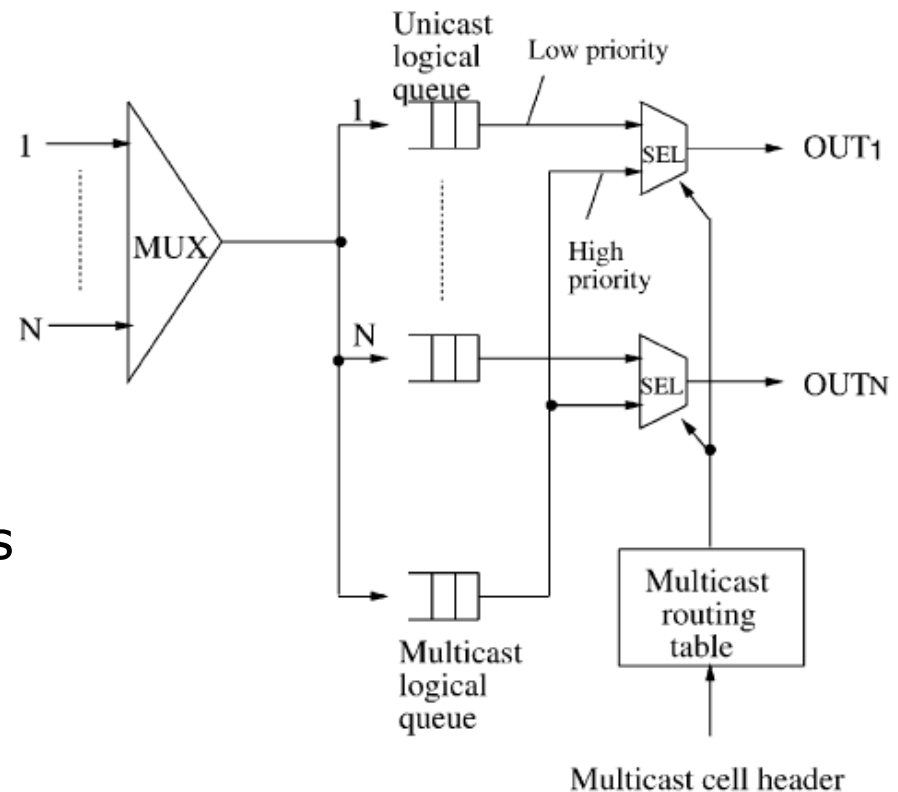 Unicast
logical
queue
Low priority
1
1
SEL
OUT1
MUX
High
priority
N
N
SEL
OUTN
s
Multicast
routing
table
Multicast
logical
queue
Multicast cell header